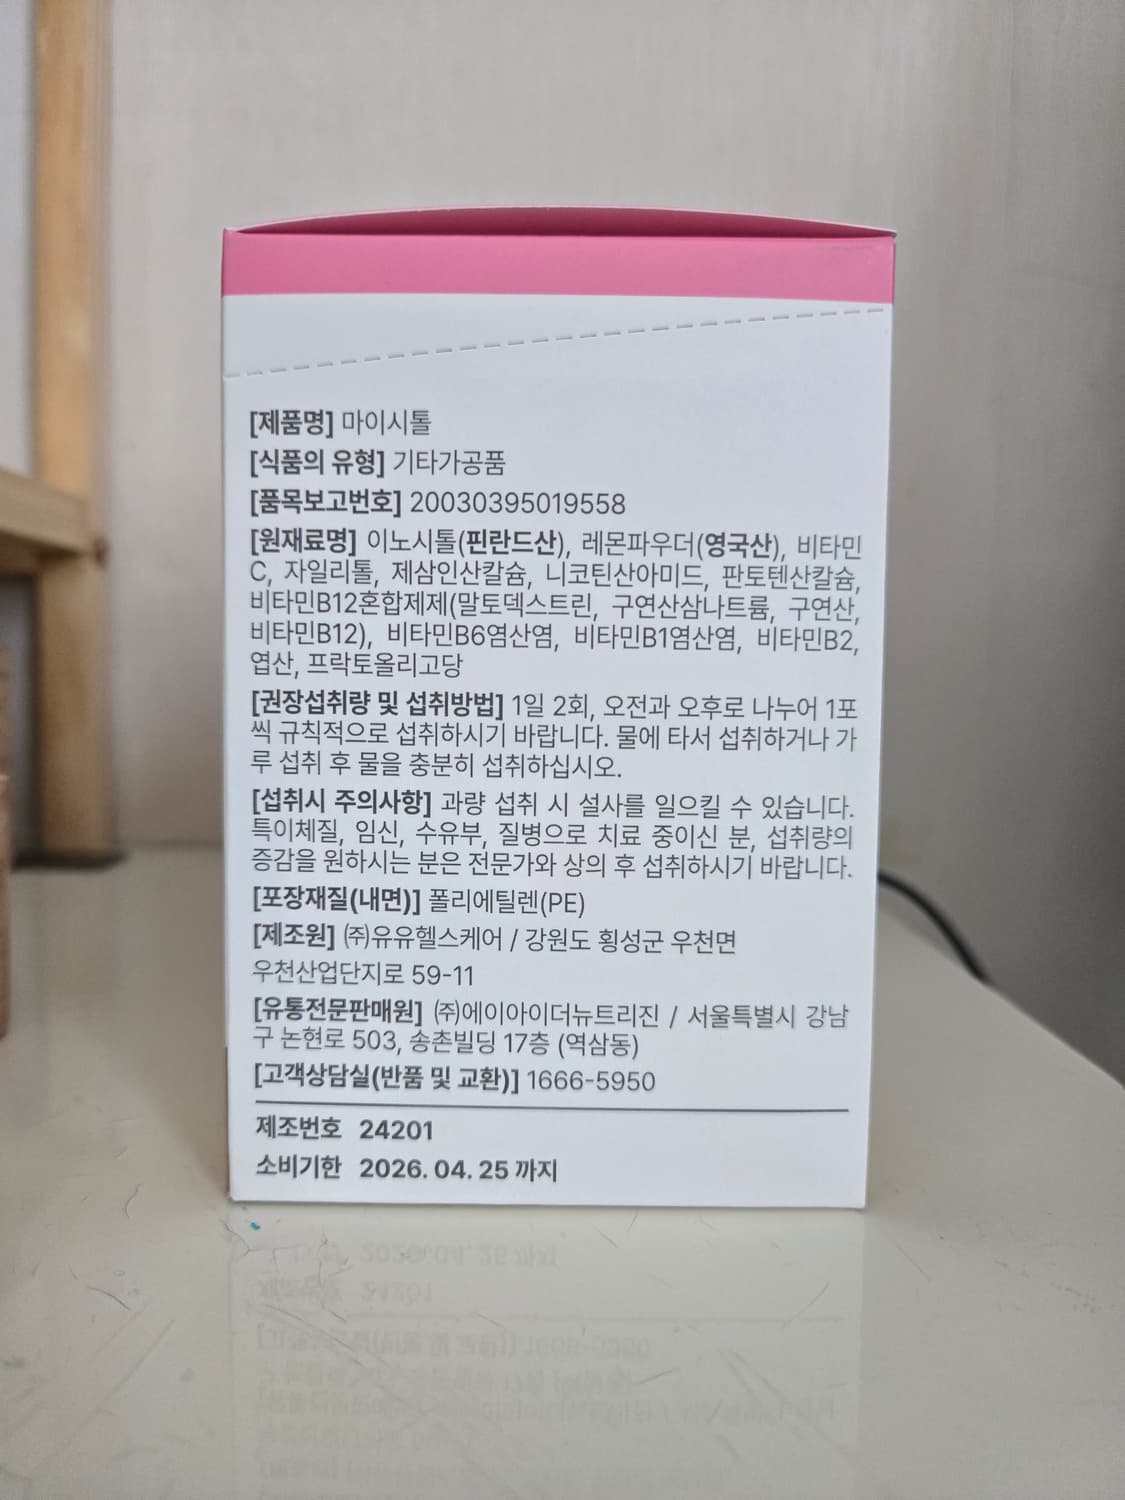 [제품명] 마이시톨
[식품의 유형] 기타가공품
[품목보고번호] 20030395019558
[원재료명] 이노시톨(핀란드산), 레몬파우더(영국산), 비타민
C, 자일리톨, 제삼인산칼슘, 니코틴산아미드, 판토텐산칼슘,
비타민B12혼합제제(말토덱스트린, 구연산삼나트륨, 구연산,
비타민B12), 비타민B6염산염, 비타민B1염산염, 비타민B2,
엽산, 프락토올리고당
[권장섭취량 및 섭취방법] 1일 2회, 오전과 오후로 나누어 1포
씩 규칙적으로 섭취하시기 바랍니다. 물에 타서 섭취하거나 가
루 섭취 후 물을 충분히 섭취하십시오.
[섭취시 주의사항] 과량 섭취 시 설사를 일으킬 수 있습니다.
특이체질, 임신, 수유부, 질병으로 치료 중이신 분, 섭취량의
증감을 원하시는 분은 전문가와 상의 후 섭취하시기 바랍니다.
[포장재질(내면)] 폴리에틸렌(PE)
[제조원] ㈜유유헬스케어 / 강원도 횡성군 우천면
우천산업단지로 59-11
[유통전문판매원] ㈜에이아이더뉴트리진 / 서울특별시 강남
구 논현로 503, 송촌빌딩 17층 (역삼동)
[고객상담실(반품 및 교환)] 1666-5950
제조번호 24201
소비기한 2026. 04. 25 까지